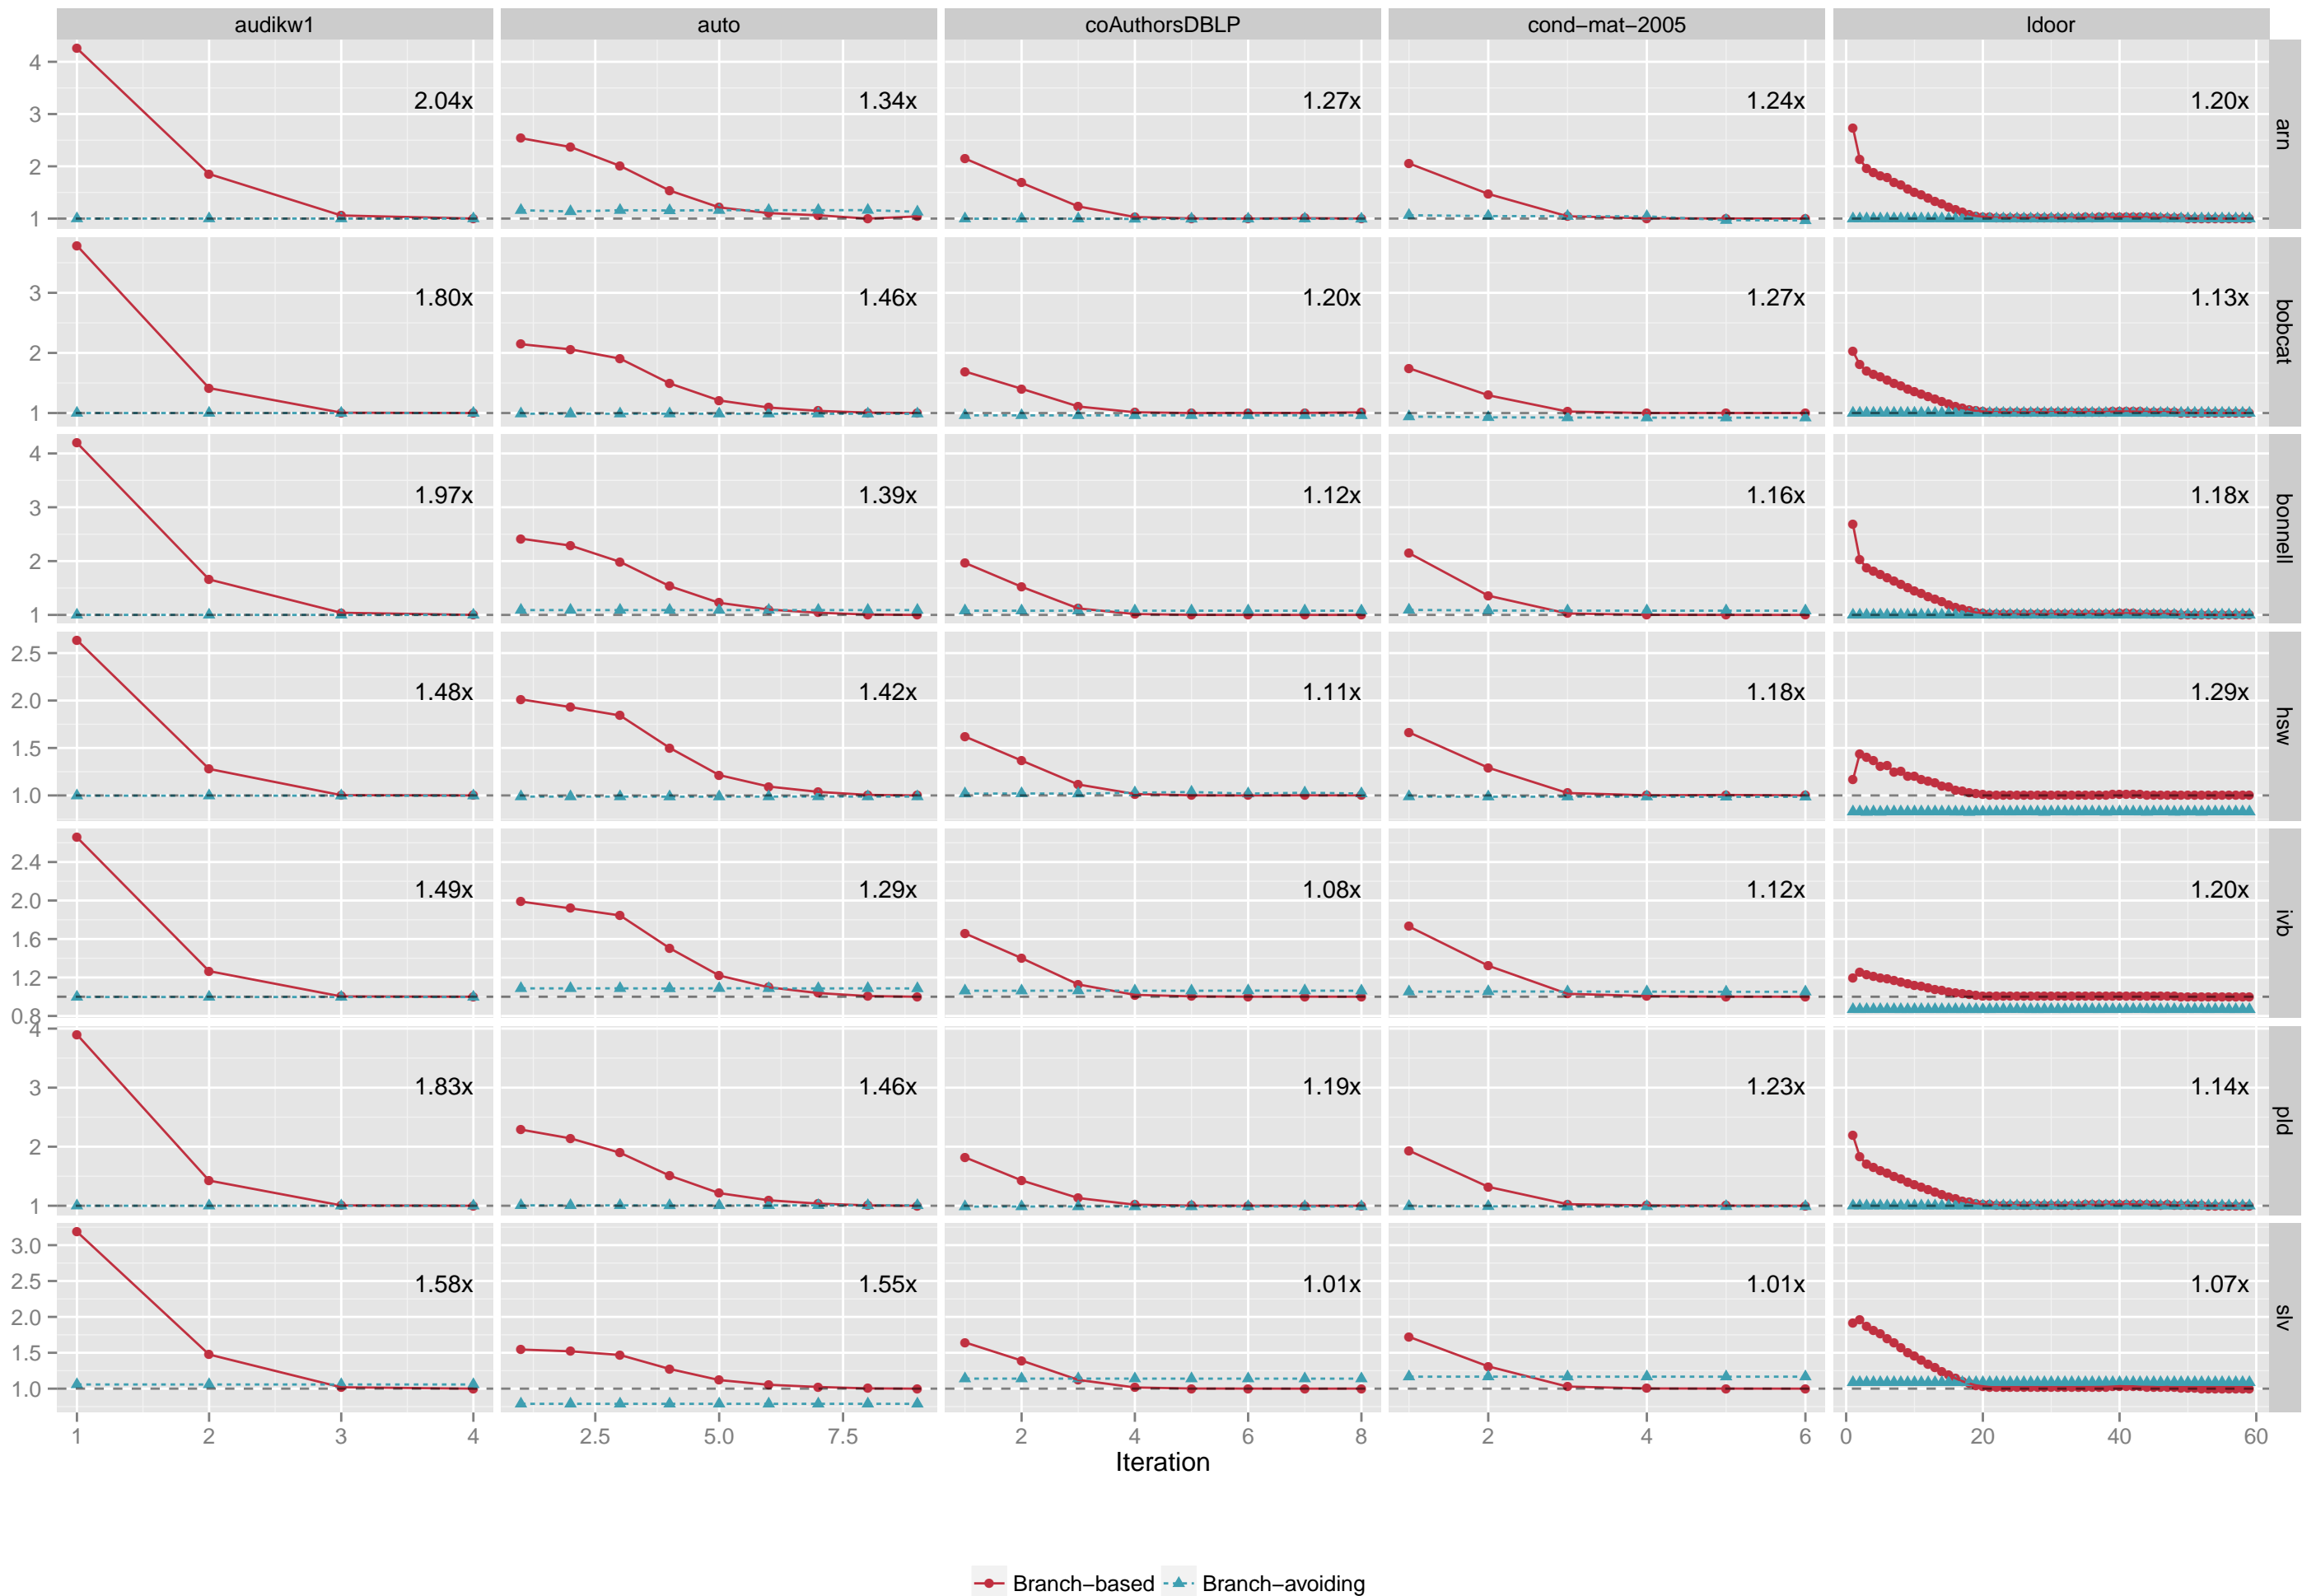 audikw1 auto coAuthorsDBLP cond−mat−2005 ldoor
4
3
2
1
2.04x 1.34x 1.27x 1.24x 1.20x
arn
3
2
1
1.80x 1.46x 1.20x 1.27x 1.13x
bobcat
4
3
2
1
1.97x 1.39x 1.12x 1.16x 1.18x
bonnell
2.5
2.0
1.5
1.0
1.48x 1.42x 1.11x 1.18x 1.29x
hsw
2.4
2.0
1.6
1.2
0.8
1.49x 1.29x 1.08x 1.12x 1.20x
ivb
4
3
2
1
1.83x 1.46x 1.19x 1.23x 1.14x
pld
3.0
2.5
2.0
1.5
1.0
1.58x 1.55x 1.01x 1.01x 1.07x
slv
1 2 3 4 2.5 5.0 7.5 2 4 6 8 2 4 6 0 20 40 60
Iteration
Branch−based Branch−avoiding